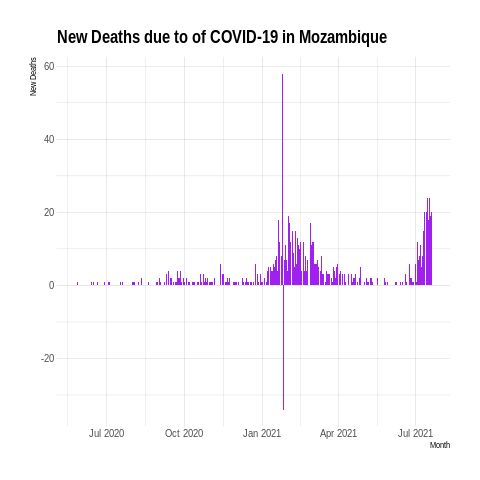 New Deaths due to of COVID-19 in Mozambique
New Deaths
60
40
20
0
-20
Jul 2020 Oct 2020 Jan 2021 Apr 2021 Jul 2021
Month